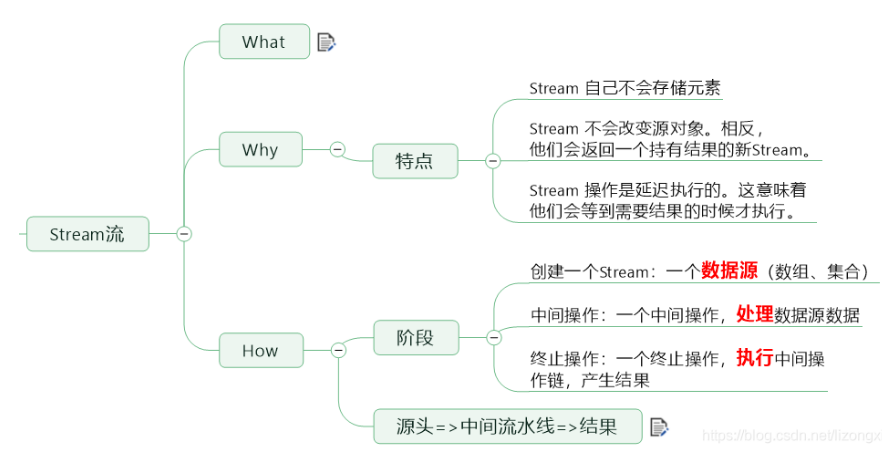 What
Stream 自己不会存储元素
Stream 不会改变源对象。相反，
他们会返回一个持有结果的新Stream。
Why
特点
Stream 操作是延迟执行的。这意味着
他们会等到需要结果的时候才执行。
Stream流
创建一个Stream：一个数据源（数组、集合）
中间操作：一个中间操作，处理数据源数据
阶段
How
终止操作：一个终止操作，执行中间操
作链，产生结果
源头=>中间流水线=>结果
https://blog.csdn.net/lizongx